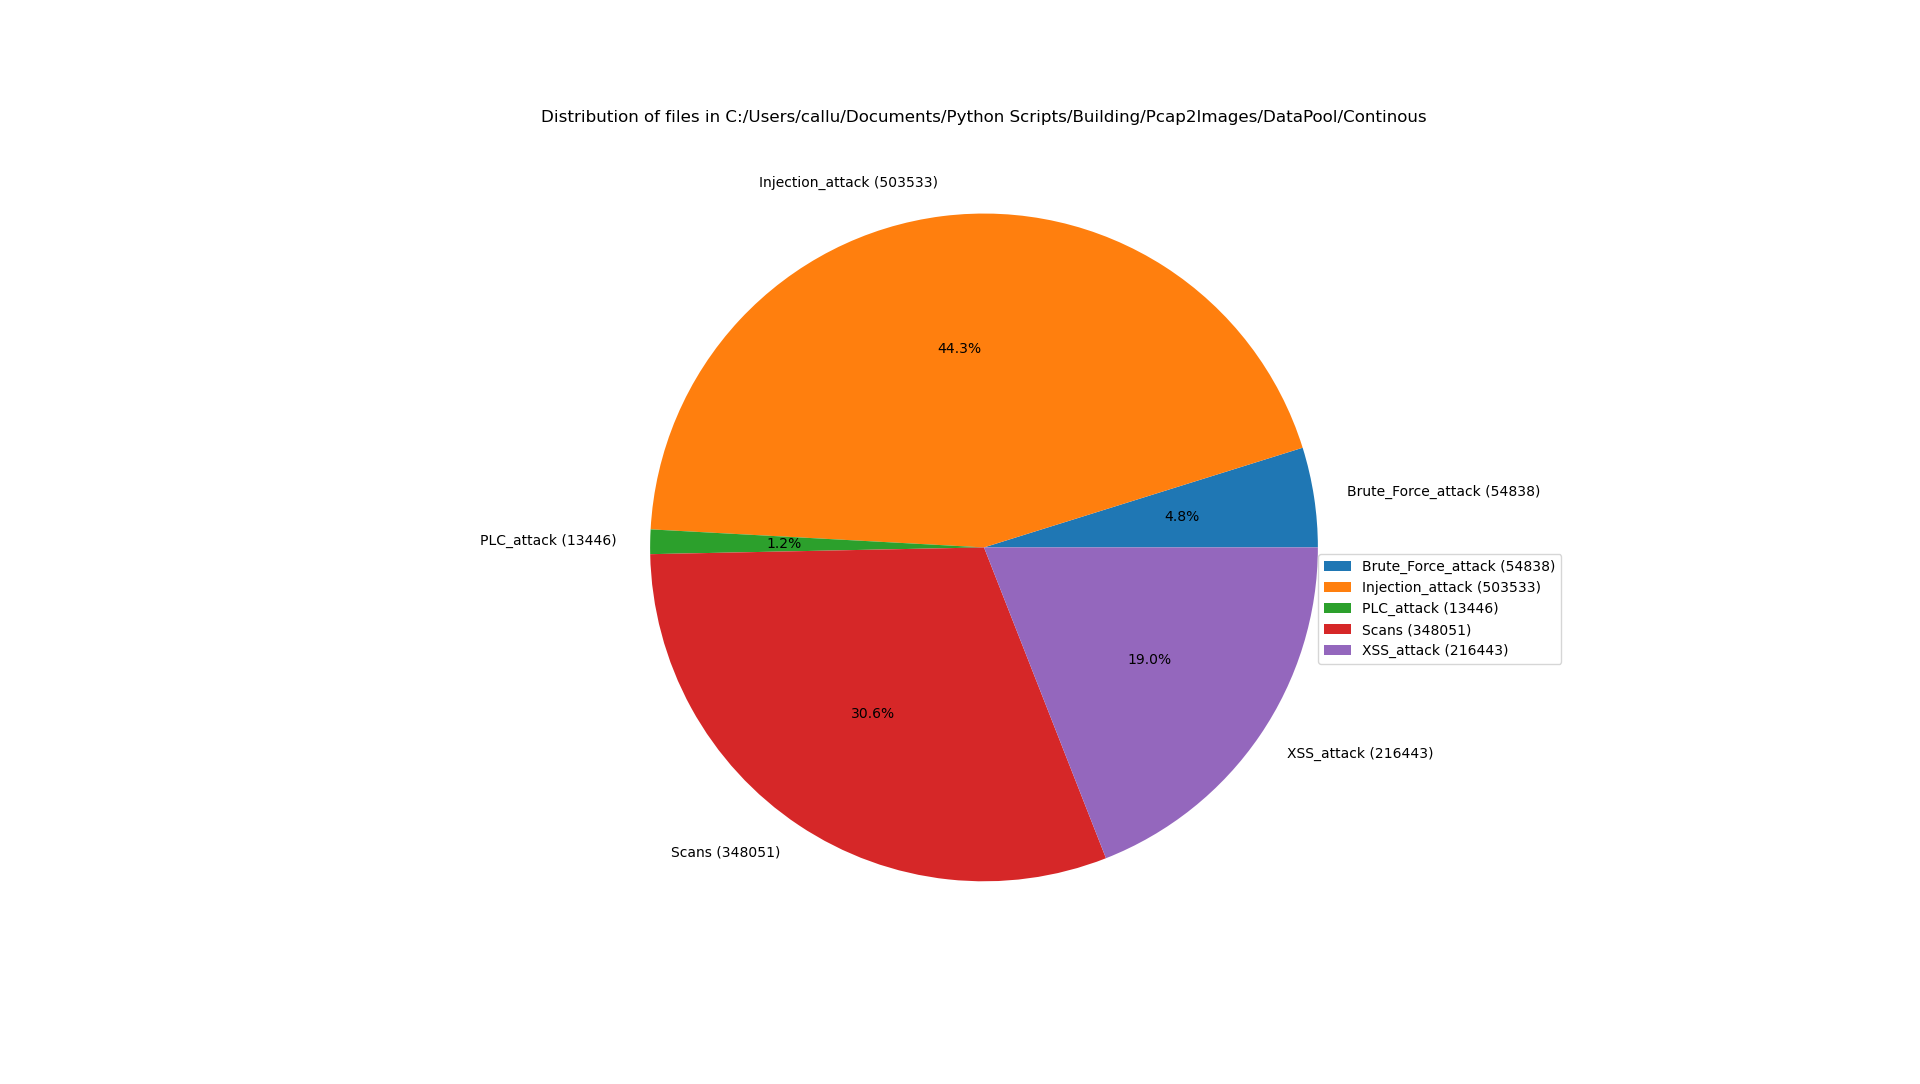 Distribution of files in C:/Users/callu/Documents/Python Scripts/Building/Pcap2Images/DataPool/Continous
Injection_attack (503533)
44.3%
Brute_Force_attack (54838)
4.8%
PLC_attack (13446)
1.2%
Brute_Force_attack (54838)
Injection_attack (503533)
PLC_attack (13446)
Scans (348051)
XSS_attack (216443)
19.0%
30.6%
XSS_attack (216443)
Scans (348051)